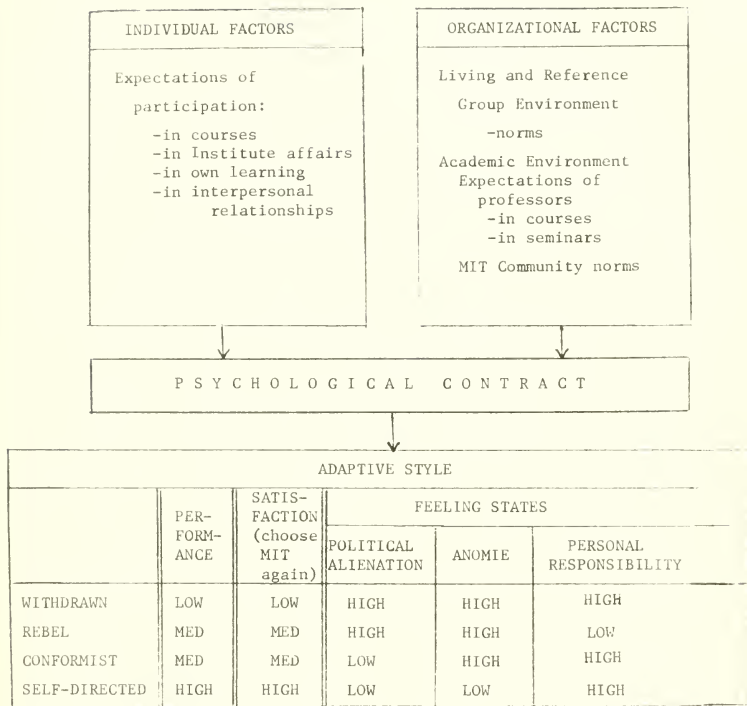 INDIVIDUAL FACTORS
Expectations of
participation:
-in courses
-in Institute affairs
-in own learning
-in interpersonal
relationships
ORGANIZATIONAL FACTORS
Living and Reference
Group Environment
-norms
Academic Environment
Expectations of
professors
-in courses
-in seminars
MIT Community norms
PSYCHOLOGICAL CONTRACT
ADAPTIVE STYLE
PER-
FORM-
ANCE
SATIS-
FACTION
(choose
MIT
again)
FEELING STATES
POLITICAL
ALIENATION
ANOMIE
PERSONAL
RESPONSIBILITY
WITHDRAWN LOW LOW HIGH HIGH HIGH
REBEL MED MED HIGH HIGH LOW
CONFORMIST MED MED LOW HIGH HIGH
SELF-DIRECTED HIGH HIGH LOW LOW HIGH